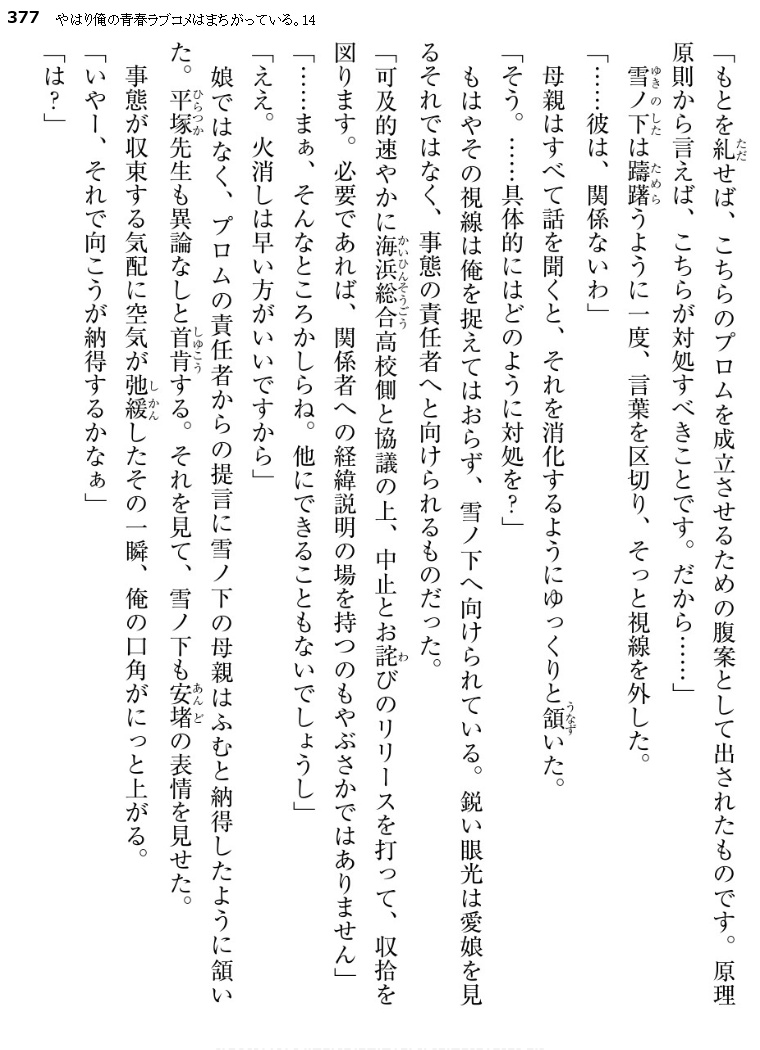 377 やはり俺の青春ラブコメはまちがっている。14
「もとを糺せば、こちらのプロムを成立させるための腹案として出されたものです。原理
原則から言えば、こちらが対処すべきことです。だから……」
雪ノ下は躊躇うように一度、言葉を区切り、そっと視線を外した。
「……彼は、関係ないわ」
母親はすべて話を聞くと、それを消化するようにゆっくりと頷いた。
「そう。……具体的にはどのように対処を?」
もはやその視線は俺を捉えてはおらず、雪ノ下へ向けられている。鋭い眼光は愛娘を見
るそれではなく、事態の責任者へと向けられるものだった。
「可及的速やかに海浜総合高校側と協議の上、中止とお詫びのリリースを打って、収拾を
図ります。必要であれば、関係者への経緯説明の場を持つのもやぶさかではありません」
「……まぁ、そんなところかしらね。他にできることもないでしょうし」
「ええ。火消しは早い方がいいですから」
娘ではなく、プロムの責任者からの提言に雪ノ下の母親はふむと納得したように頷い
た。平塚先生も異論なしと首肯する。それを見て、雪ノ下も安堵の表情を見せた。
事態が収束する気配に空気が弛緩したその一瞬、俺の口角がにっと上がる。
「いやー、それで向こうが納得するかなぁ」
「は?」